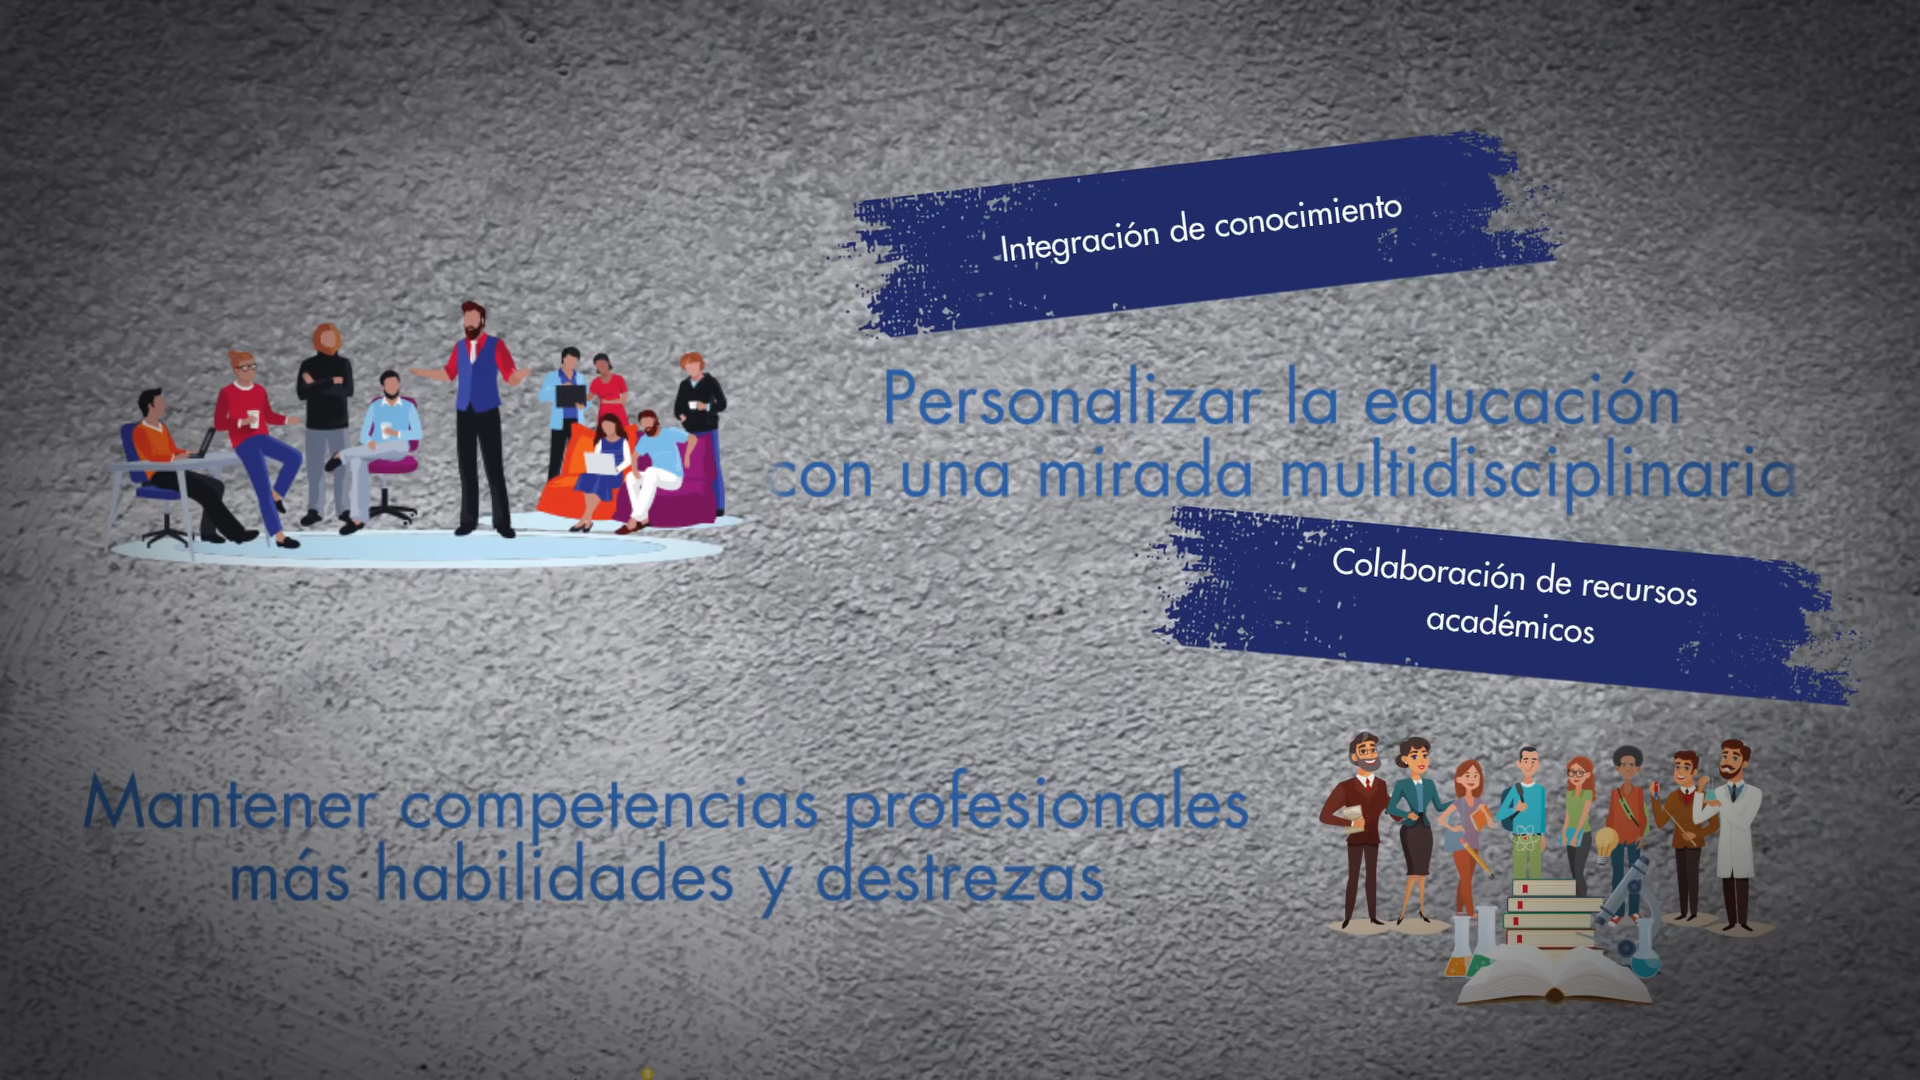 Integración de conocimiento
Personalizar la educación
con una mirada multidisciplinaria
Colaboración de recursos
académicos
Mantener competencias profesionales
más habilidades y destrezas